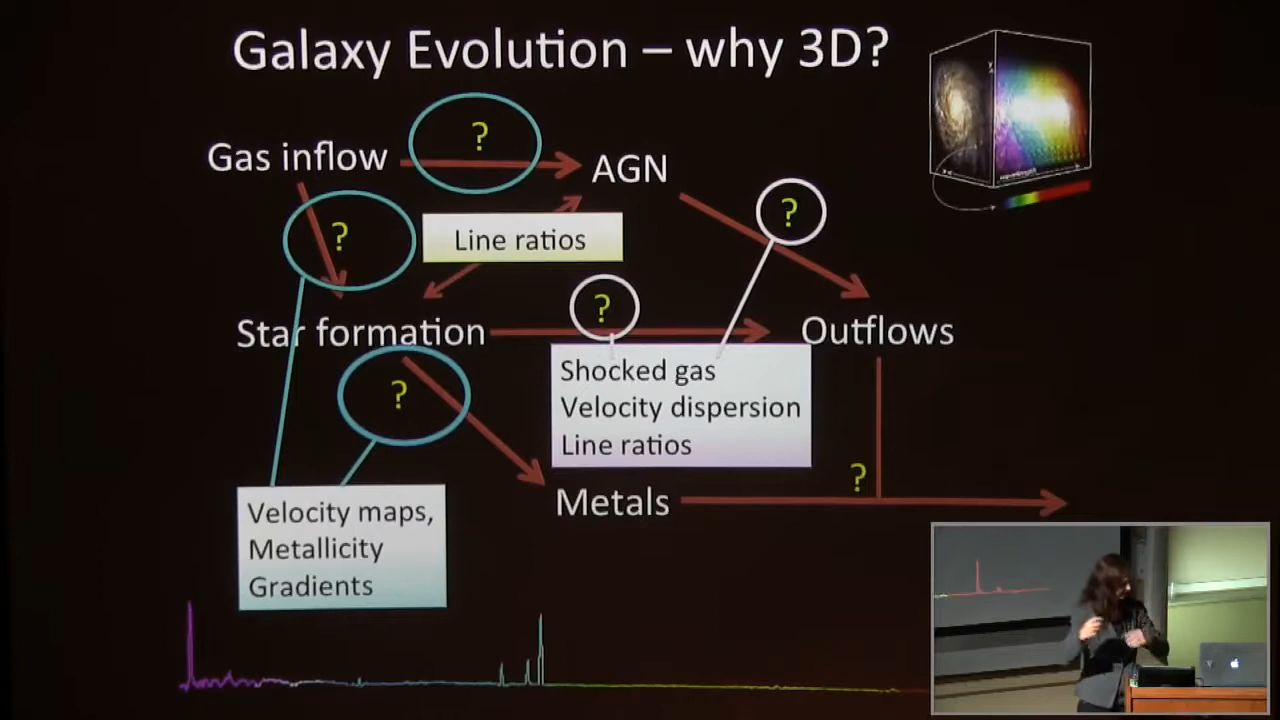 Galaxy Evolution – why 3D?
?
Gas inflow
AGN
?
?
Line ratios
?
Star formation
Outflows
Shocked gas
Velocity dispersion
Line ratios
?
?
Metals
Velocity maps,
Metallicity
Gradients